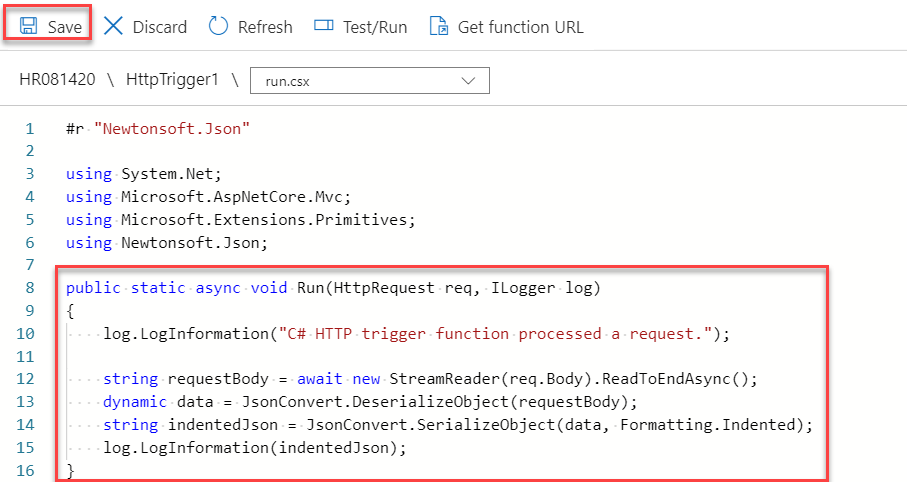 Save Discard Refresh Test/Run Get function URL
HR081420 \ HttpTrigger1 \ run.csx
1 #r "Newtonsoft.Json"
2
3 using System.Net;
4 using Microsoft.AspNetCore.Mvc;
5 using Microsoft.Extensions.Primitives;
6 using Newtonsoft.Json;
7
8 public static async void Run(HttpRequest req, ILogger log)
9 {
10     log.LogInformation("C# HTTP trigger function processed a request.");
11
12     string requestBody = await new StreamReader(req.Body).ReadToEndAsync();
13     dynamic data = JsonConvert.DeserializeObject(requestBody);
14     string indentedJson = JsonConvert.SerializeObject(data, Formatting.Indented);
15     log.LogInformation(indentedJson);
16 }